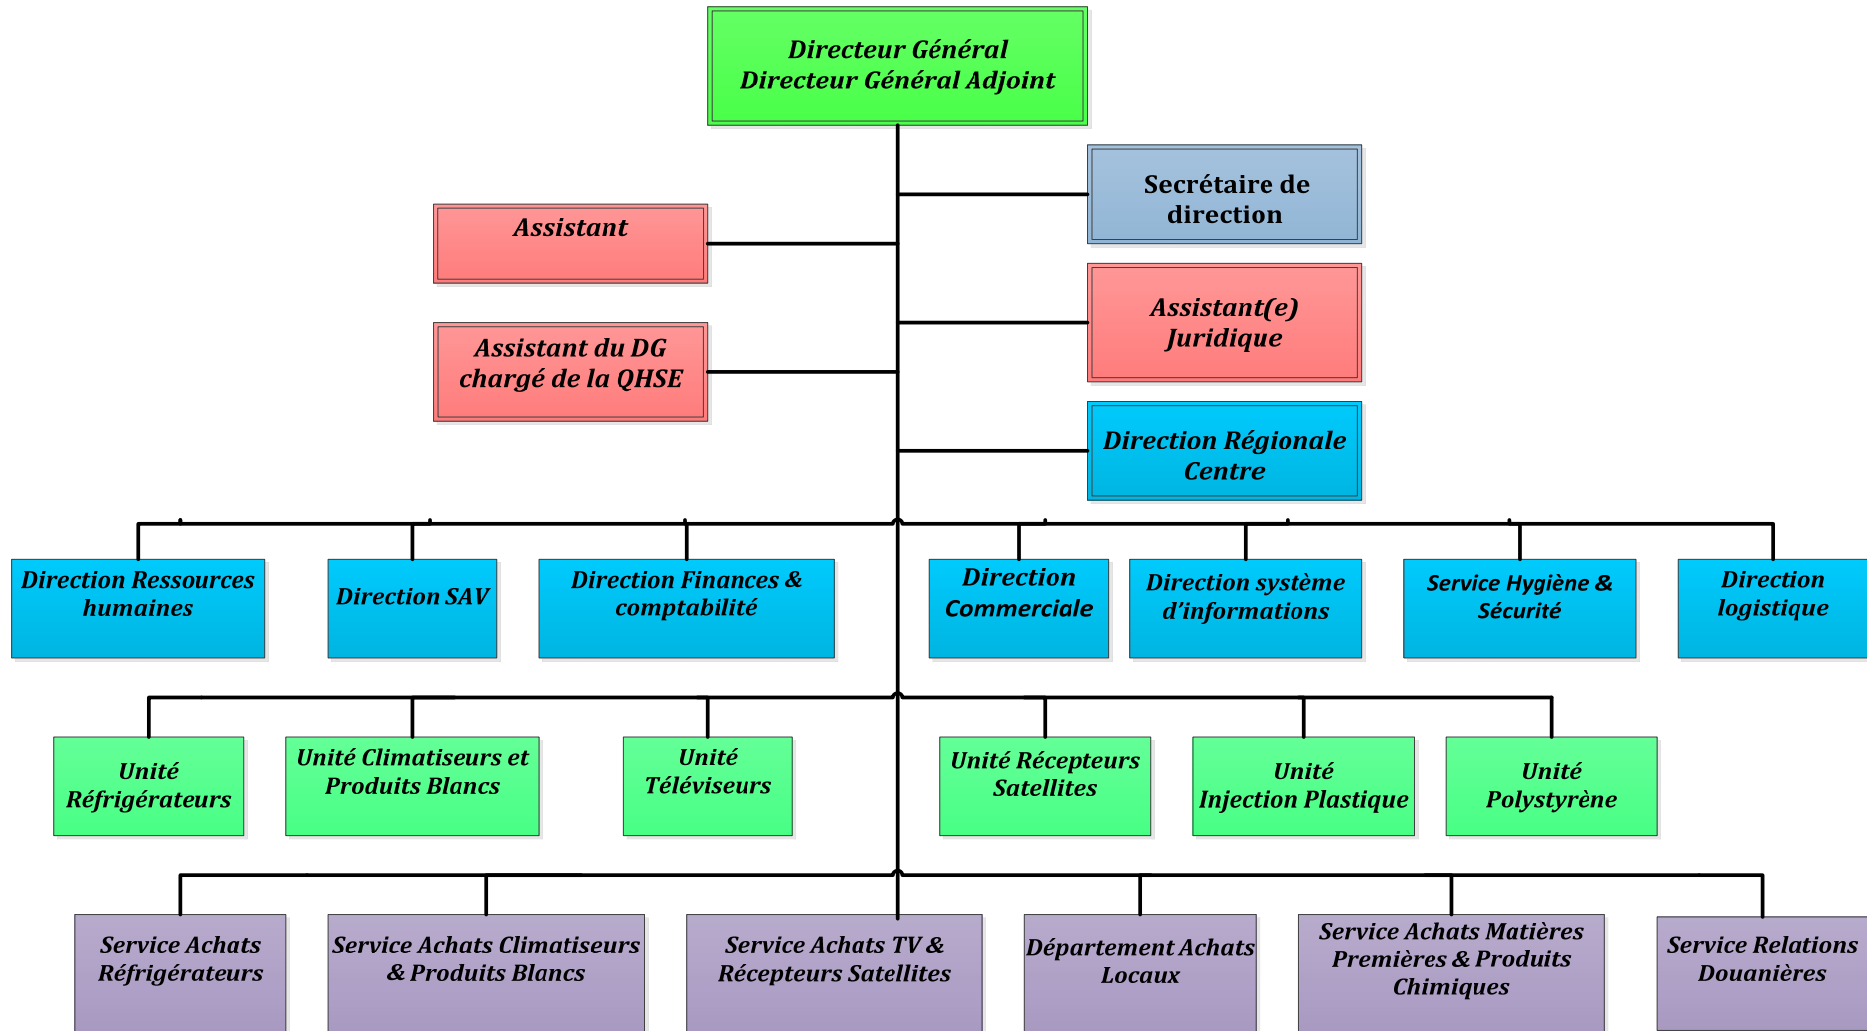 Directeur Général
Directeur Général Adjoint
Secrétaire de
direction
Assistant
Assistant(e)
Juridique
Assistant du DG
chargé de la QHSE
Direction Régionale
Centre
Direction Ressources
humaines
Direction SAV
Direction Finances &
comptabilité
Direction
Commerciale
Direction système
d’informations
Service Hygiène &
Sécurité
Direction
logistique
Unité
Réfrigérateurs
Unité Climatiseurs et
Produits Blancs
Unité
Téléviseurs
Unité Récepteurs
Satellites
Unité
Injection Plastique
Unité
Polystyrène
Service Achats
Réfrigérateurs
Service Achats Climatiseurs
& Produits Blancs
Service Achats TV &
Récepteurs Satellites
Département Achats
Locaux
Service Achats Matières
Premières & Produits
Chimiques
Service Relations
Douanières